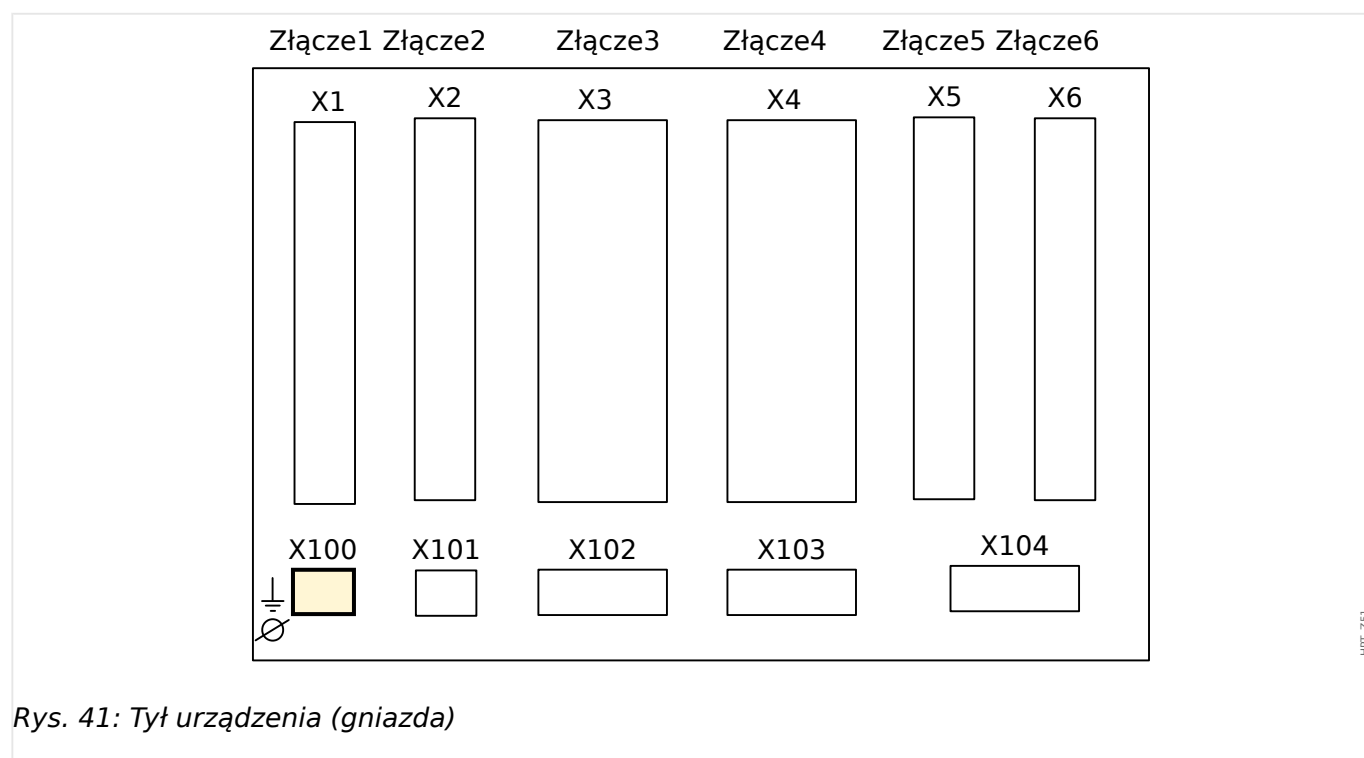 Złącze1 Złącze2 Złącze3 Złącze4 Złącze5 Złącze6
X1 X2 X3 X4 X5 X6
X100 X101 X102 X103 X104
Rys. 41: Tył urządzenia (gniazda)